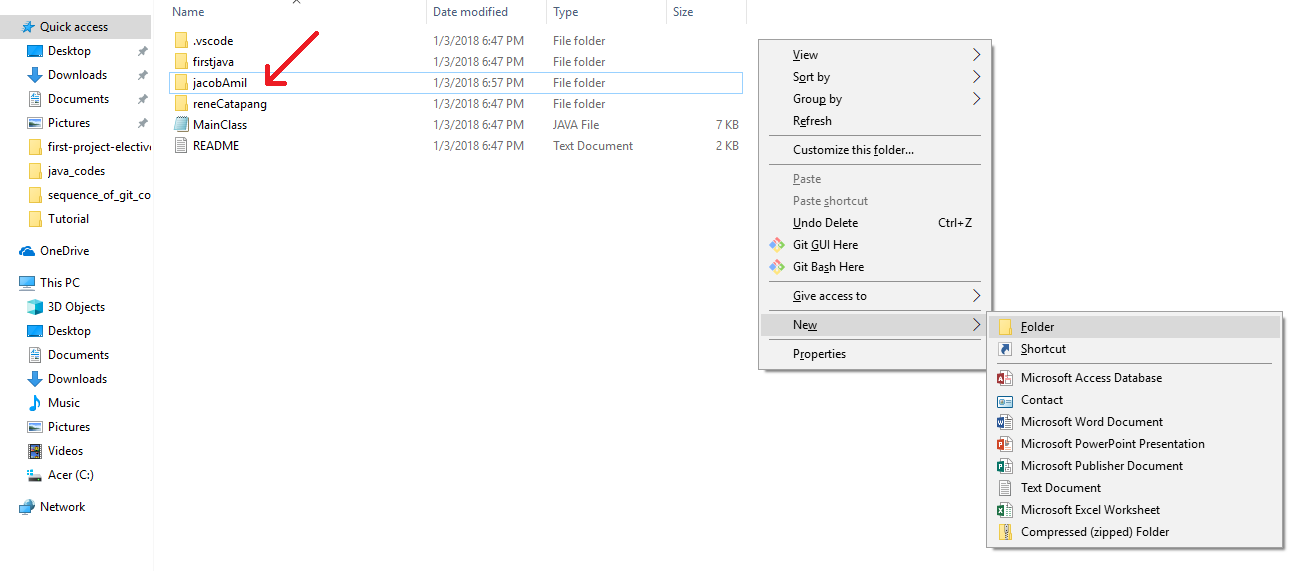 Name Date modified Type Size
Quick access
Desktop
Downloads
Documents
Pictures
first-project-elective
java_codes
sequence_of_git_co
Tutorial
OneDrive
This PC
3D Objects
Desktop
Documents
Downloads
Music
Pictures
Videos
Acer (C:)
Network
.vscode 1/3/2018 6:47 PM File folder
firstjava 1/3/2018 6:47 PM File folder
jacobAmil 1/3/2018 6:57 PM File folder
reneCatapang 1/3/2018 6:47 PM File folder
MainClass 1/3/2018 6:47 PM JAVA File 7 KB
README 1/3/2018 6:47 PM Text Document 2 KB
View
Sort by
Group by
Refresh
Customize this folder...
Paste
Paste shortcut
Undo Delete Ctrl+Z
Git GUI Here
Git Bash Here
Give access to
New
Properties
Folder
Shortcut
Microsoft Access Database
Contact
Microsoft Word Document
Microsoft PowerPoint Presentation
Microsoft Publisher Document
Text Document
Microsoft Excel Worksheet
Compressed (zipped) Folder